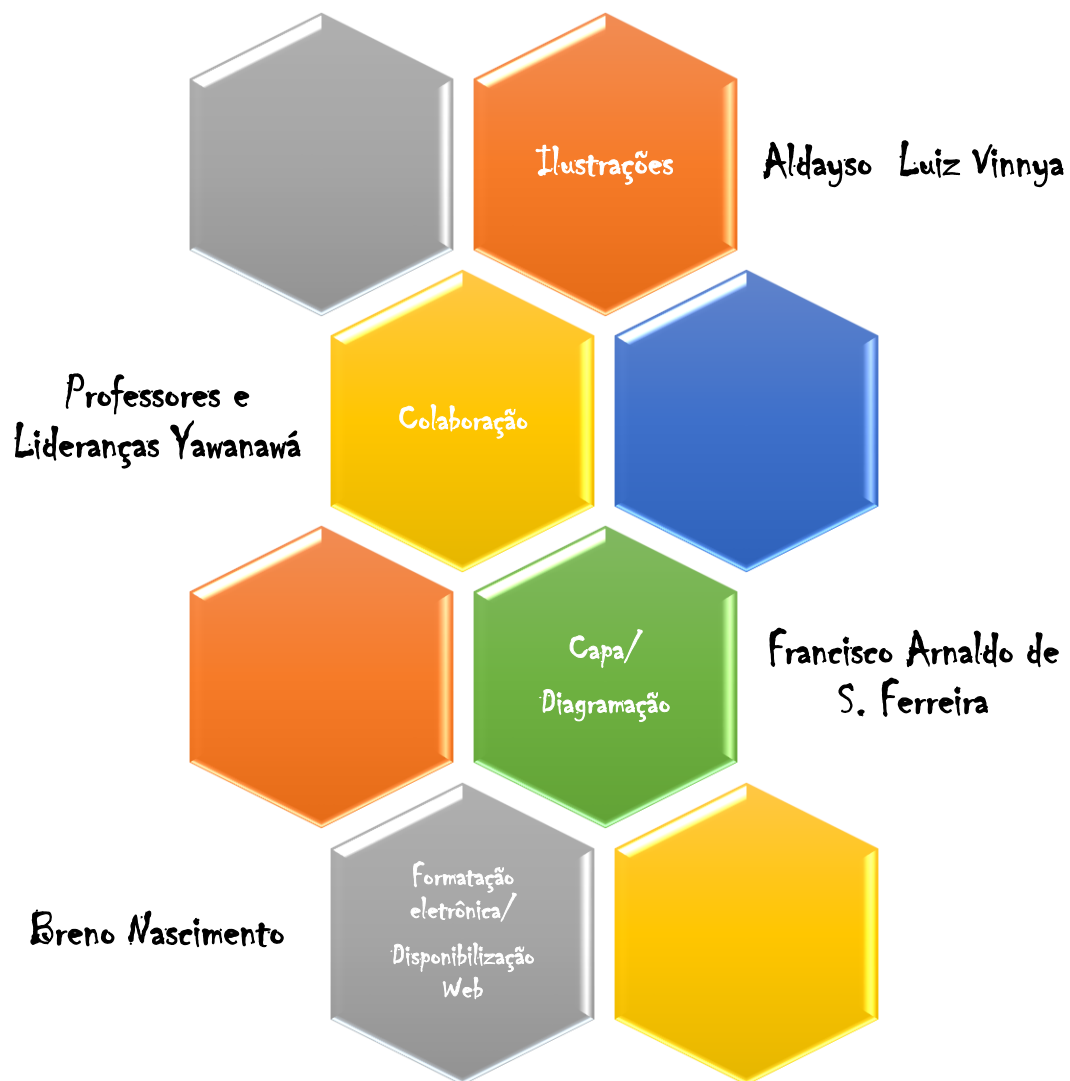 Ilustrações
Aldayso Luiz Vinnya
Professores e
Lideranças Yawanawá
Colaboração
Capa/
Diagramação
Francisco Arnaldo de
S. Ferreira
Breno Nascimento
Formatação
eletrônica/
Disponibilização
Web